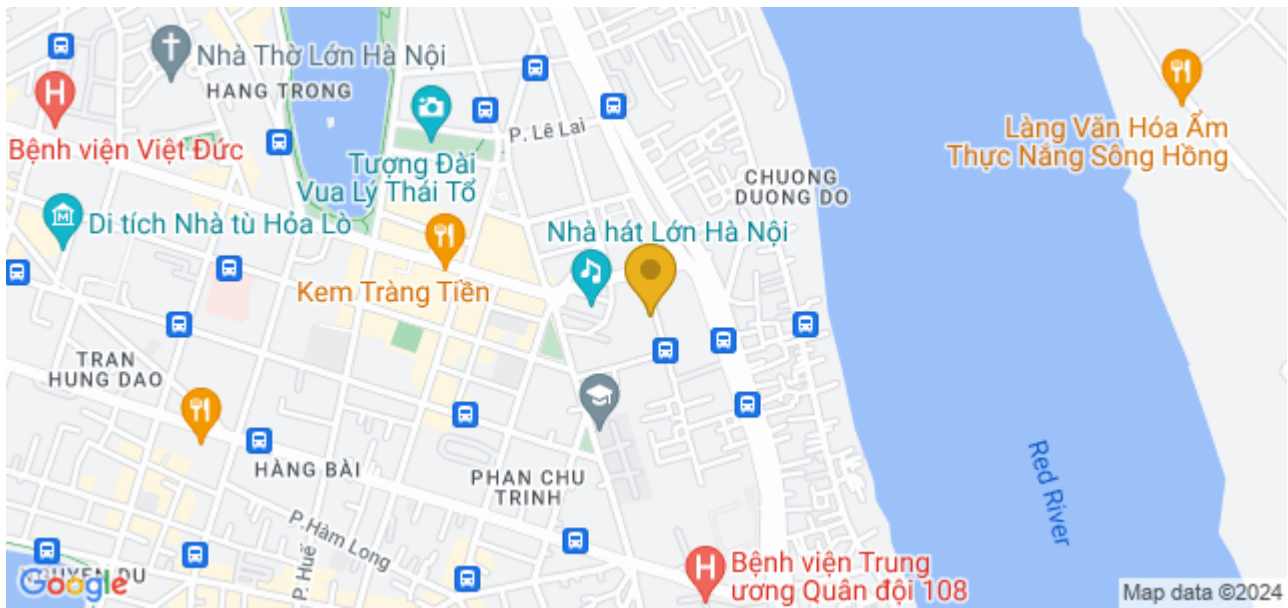 Nhà Thờ Lớn Hà Nội
HANG TRONG
Bệnh viện Việt Đức
P. Lê Lai
Làng Văn Hóa Ẩm
Thực Nắng Sông Hồng
Tượng Đài
Vua Lý Thái Tổ
CHUONG
DUONG DO
Di tích Nhà tù Hỏa Lò
Nhà hát Lớn Hà Nội
Kem Tràng Tiền
TRAN
HUNG DAO
HÀNG BÀI
PHAN CHU
TRINH
P. Hàm Long
P. Huế
Red River
Bệnh viện Trung
ương Quân đội 108
NGUYEN DU
Google
Map data ©2024